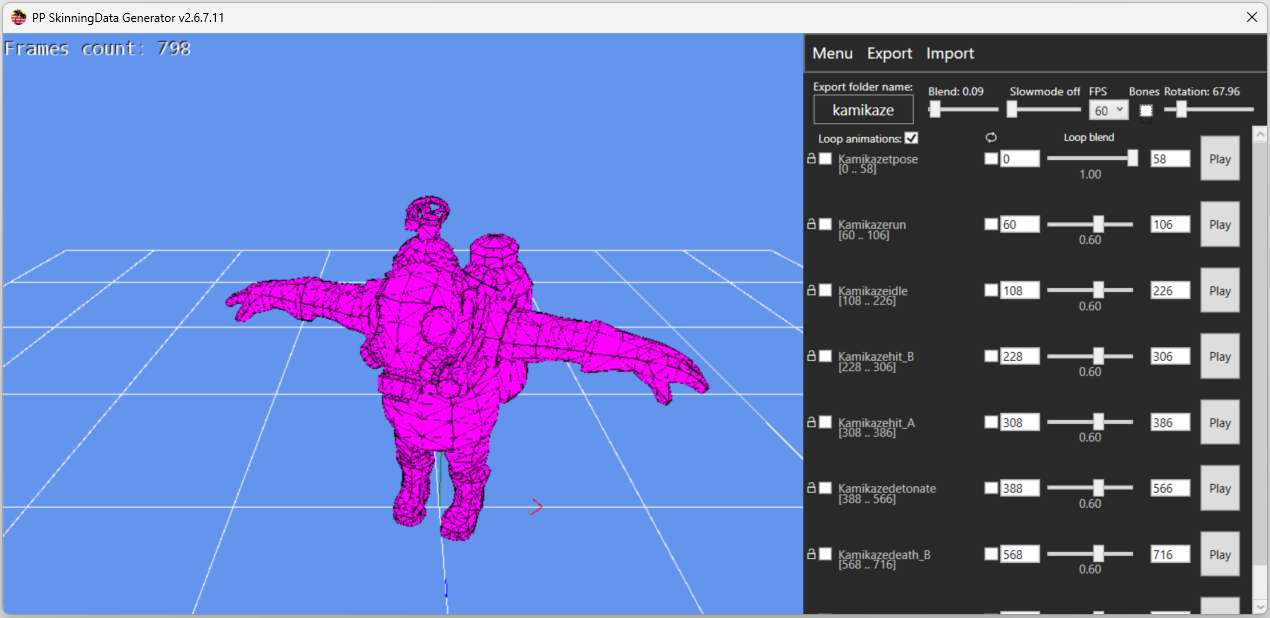 PP SkinningData Generator v2.6.7.11
Frames count: 798
Menu Export Import
Export folder name:
kamikaze
Blend: 0.09
Slowmode off
FPS
60
Bones
Rotation: 67.96
Loop animations:
Loop blend
Kamikazetpose
[0 .. 58]
0
1.00
58
Play
Kamikazerun
[60 .. 106]
60
0.60
106
Play
Kamikazeidle
[108 .. 226]
108
0.60
226
Play
Kamikazehit_B
[228 .. 306]
228
0.60
306
Play
Kamikazehit_A
[308 .. 386]
308
0.60
386
Play
Kamikazedetonate
[388 .. 566]
388
0.60
566
Play
Kamikazedeath_B
[568 .. 716]
568
0.60
716
Play